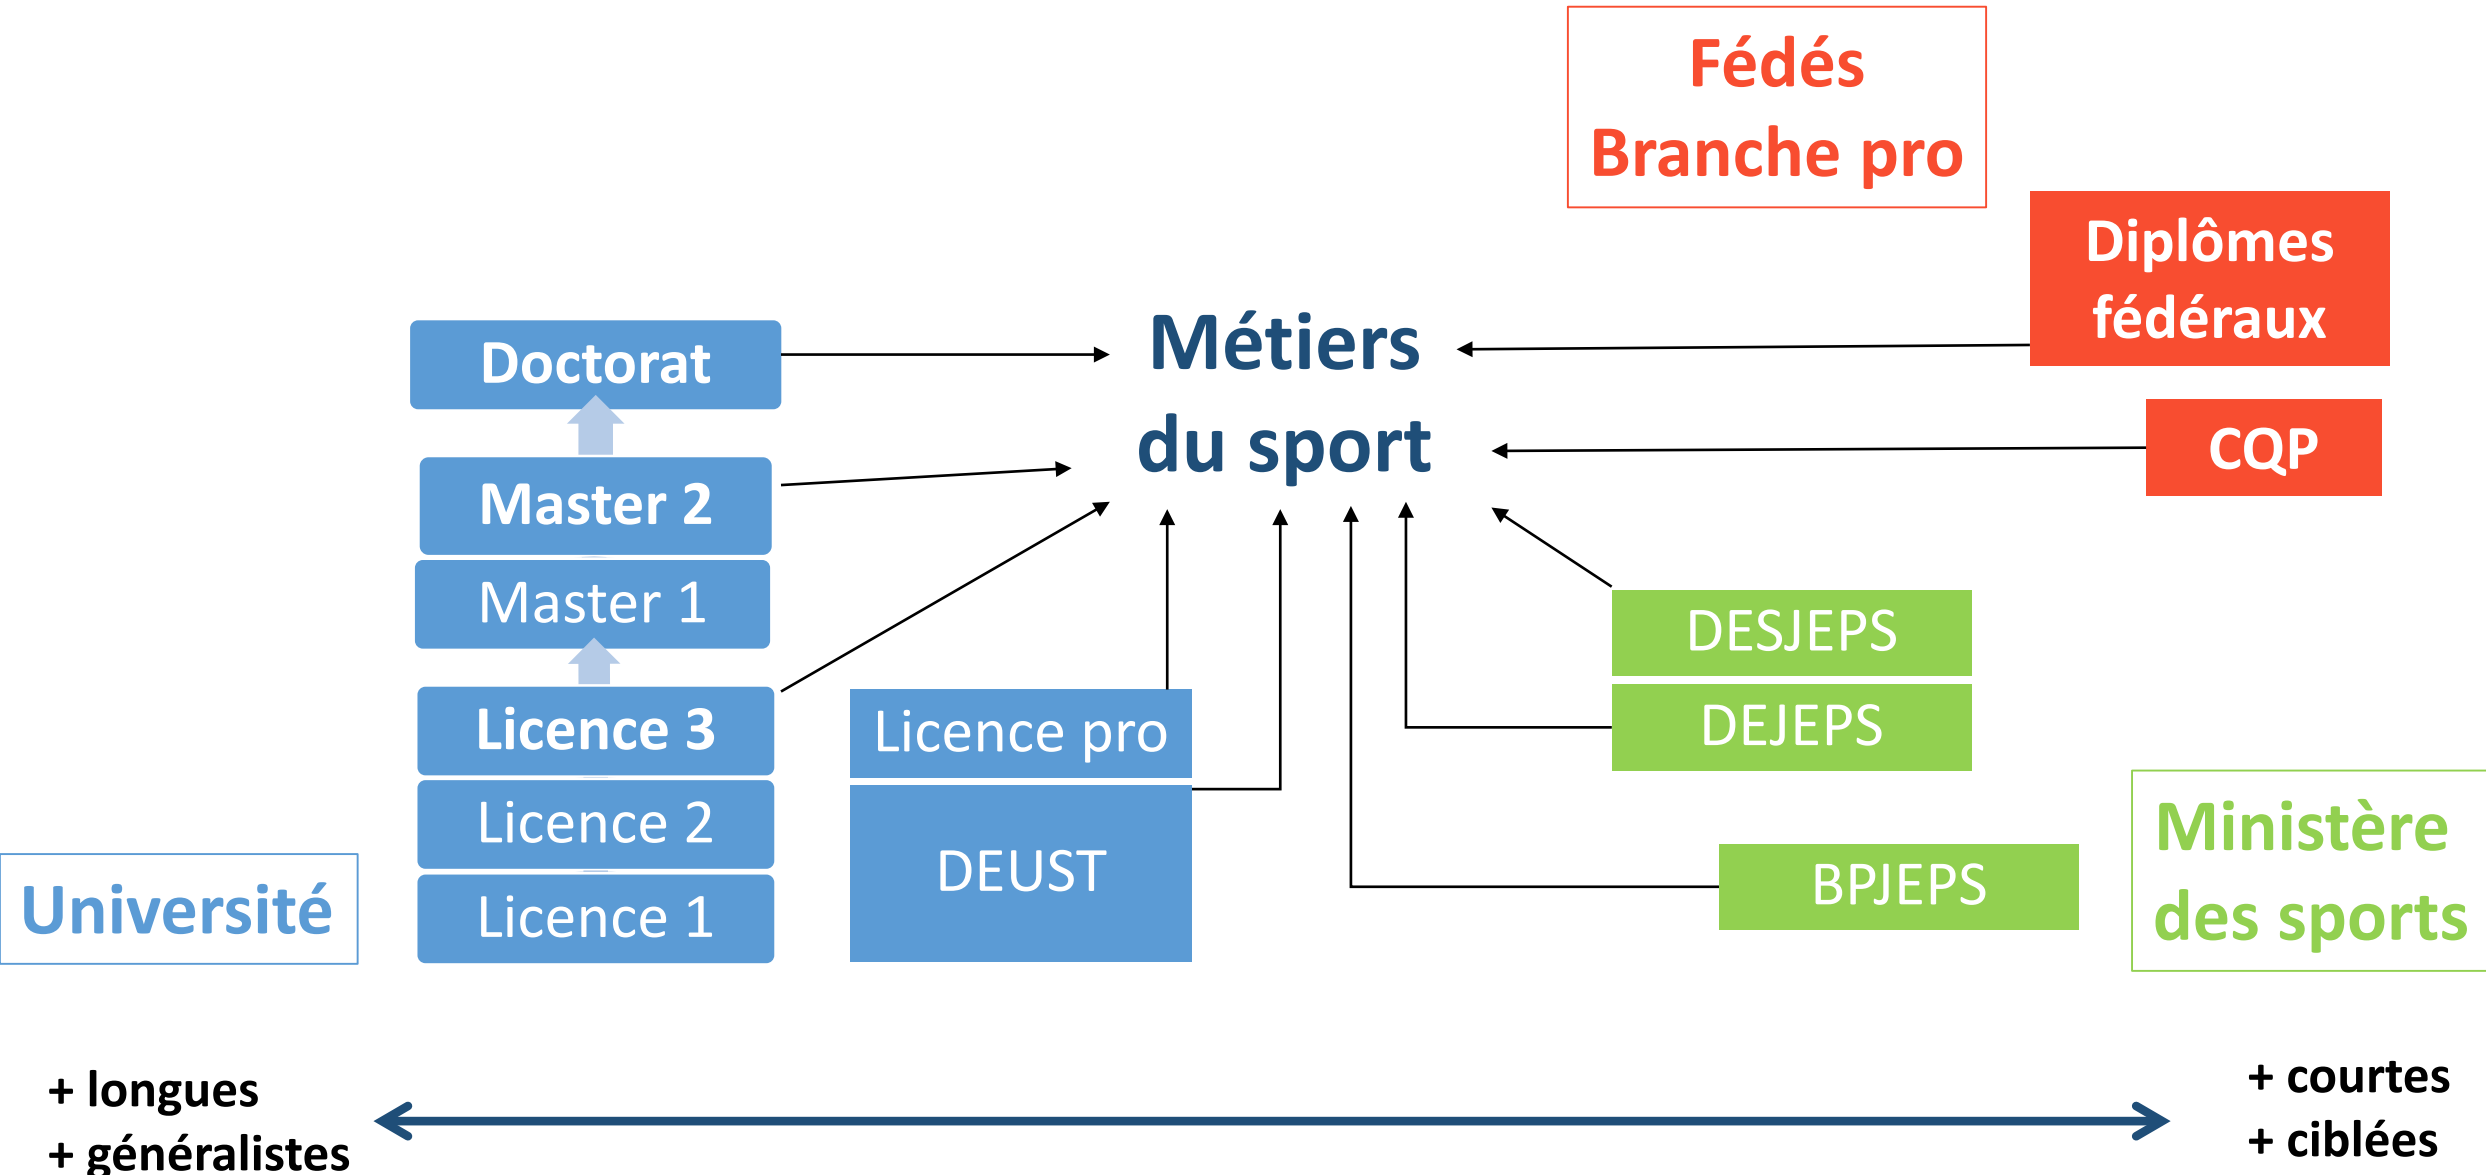 Fédés
Branche pro
Diplômes
fédéraux
Métiers
du sport
Doctorat
CQP
Master 2
Master 1
DESJEPS
Licence 3
Licence pro
DEJEPS
Licence 2
Ministère
des sports
DEUST
BPJEPS
Licence 1
Université
+ longues
+ généralistes
+ courtes
+ ciblées